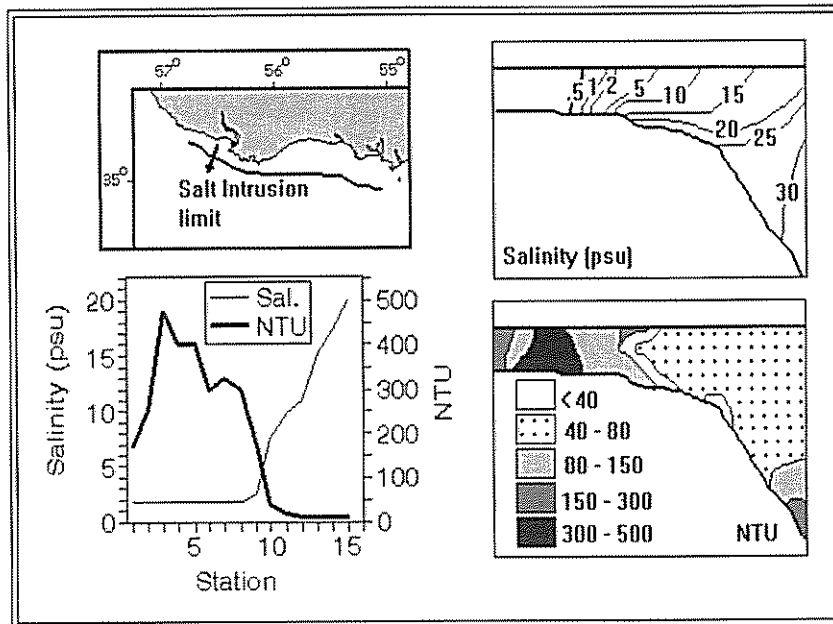 57° 56° 55°
35°
Salt Intrusion
limit
.5 1 2 5 10 15
20 25
30
Salinity (psu)
Sal.
NTU
Salinity (psu)
20
15
10
5
2
0
NTU
500
400
300
200
100
0
5 10 15
Station
<40
40 - 80
80 - 150
150 - 300
300 - 500
NTU